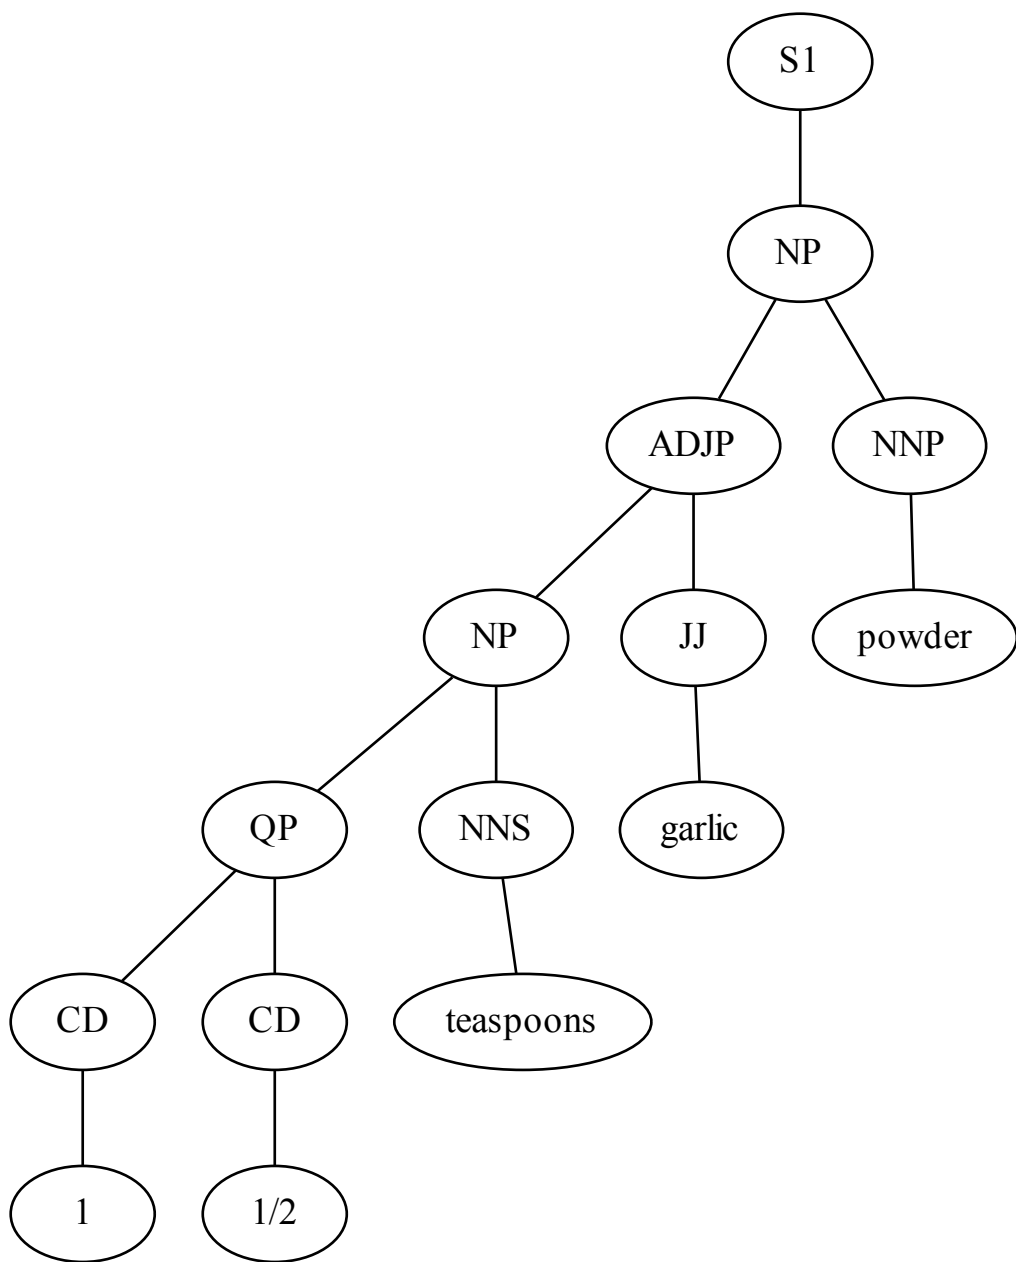 S1
NP
ADJP NNP
NP JJ powder
QP NNS garlic
CD CD teaspoons
1 1/2